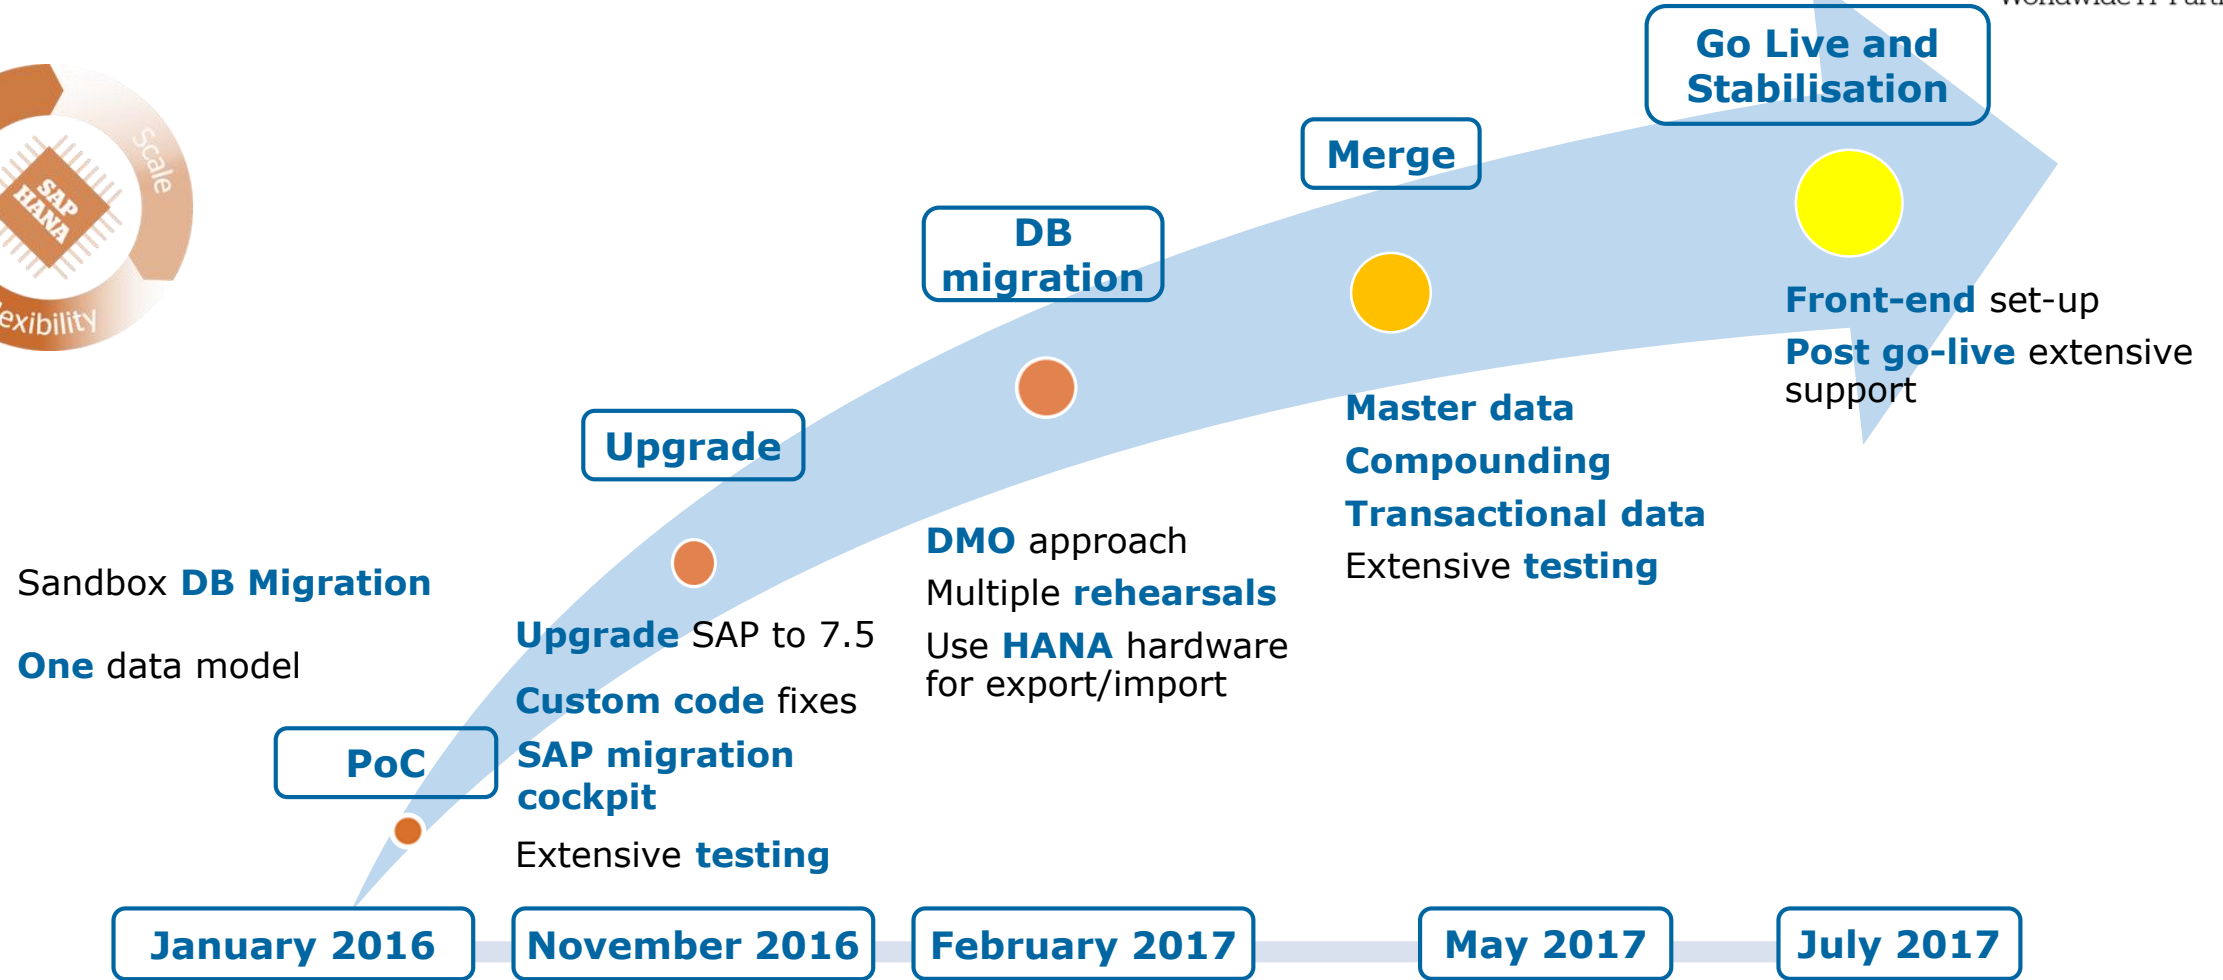 Go Live and
Stabilisation
Merge
DB
migration
Upgrade
PoC
Scale
SAP
HANA
Sandbox DB Migration
One data model
Upgrade SAP to 7.5
Custom code fixes
SAP migration
cockpit
Extensive testing
DMO approach
Multiple rehearsals
Use HANA hardware
for export/import
Master data
Compounding
Transactional data
Extensive testing
Front-end set-up
Post go-live extensive
support
January 2016
November 2016
February 2017
May 2017
July 2017